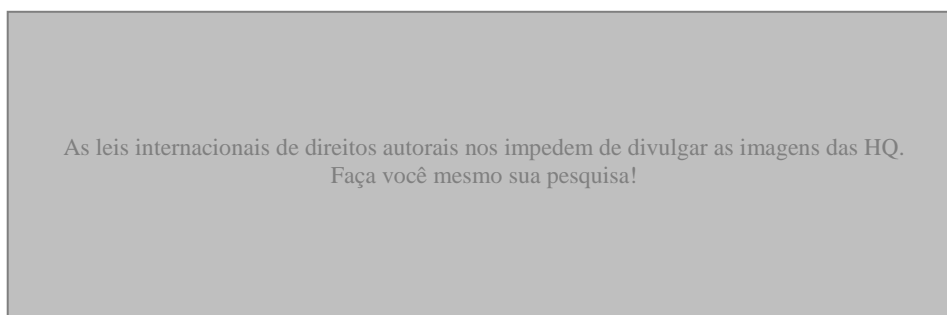 As leis internacionais de direitos autorais nos impedem de divulgar as imagens das HQ.
Faça você mesmo sua pesquisa!